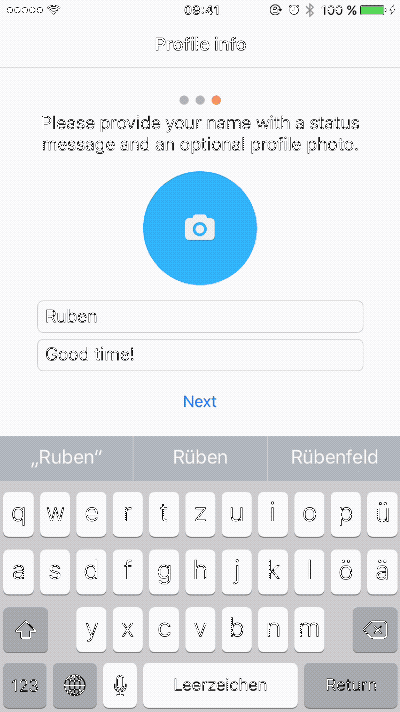 09:41 100 %
Profile info
Please provide your name with a status
message and an optional profile photo.
Ruben
Good time!
Next
„Ruben“ Rüben Rübenfeld
q w e r t z u i o p ü
a s d f g h j k l ö ä
y x c v b n m
123 Leerzeichen Return